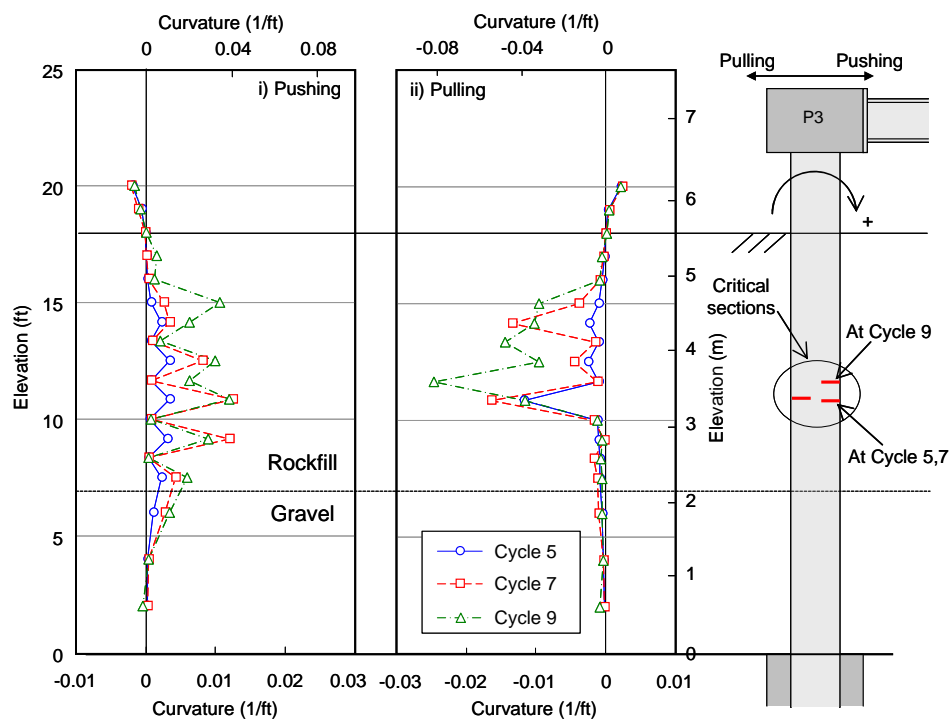 Curvature (1/ft)
0 0.04 0.08
Curvature (1/ft)
-0.08 -0.04 0
25
20
15
10
5
0
Elevation (ft)
i) Pushing
ii) Pulling
Rockfill
Gravel
Cycle 5
Cycle 7
Cycle 9
7
6
5
4
3
2
1
0
Elevation (m)
-0.01 0 0.01 0.02 0.03
Curvature (1/ft)
-0.03 -0.02 -0.01 0 0.01
Curvature (1/ft)
Pulling
Pushing
P3
+
Critical
sections
At Cycle 9
At Cycle 5,7